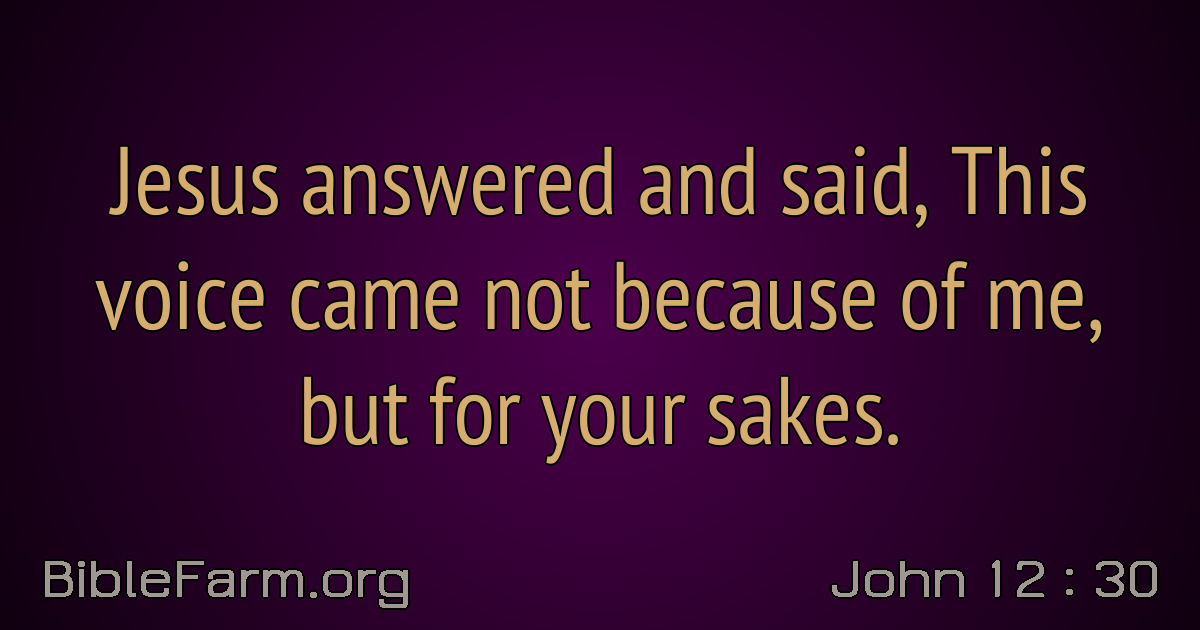 Jesus answered and said, This
voice came not because of me,
but for your sakes.
BibleFarm.org
John 12 : 30